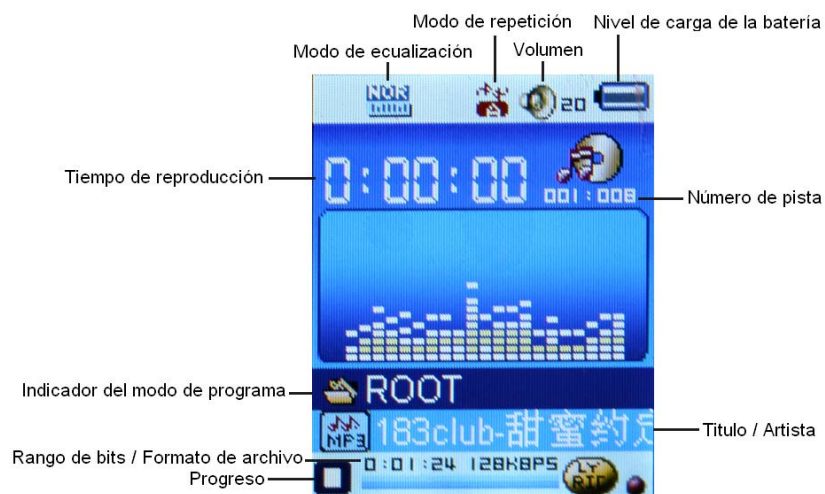 Modo de repetición
Nivel de carga de la batería
Modo de ecualización
Volumen
NOR
20
Tiempo de reproducción
0:00:00
001:008
Número de pista
Indicador del modo de programa
ROOT
MP3
183club-甜蜜约定
Titulo / Artista
Rango de bits / Formato de archivo
0:01:24 128KBPS
LY
RIC
Progreso